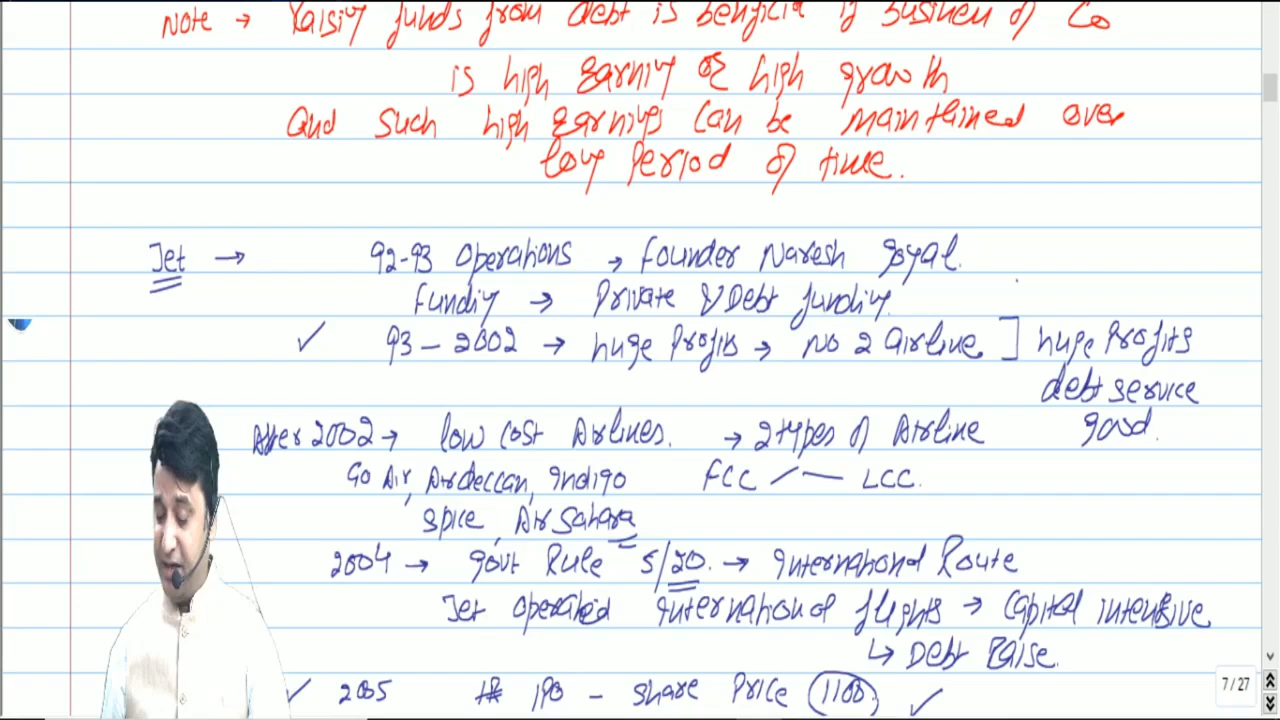 Note → Raising funds from debt is beneficial if business of Co
is high Earning or high growth
And such high Earnings can be maintained over
long Period of time.
Jet → 92-93 Operations → Founder Naresh Goyal.
Funding → Private & Debt funding.
✓ 93 – 2002 → huge Profits → No 2 Airline. ] huge Profits
debt service
After 2002 → low cost Airlines. → 2 types of Airline good.
Go Air, Air deccan, Indigo FCC / — LCC.
Spice, Air Sahara
2004 → Govt Rule 5/20. → International Route
Jet operated International flights → Capital intensive
↳ Debt Raise.
✓ 2005 IPO – Share Price (1100) ✓
7 / 27